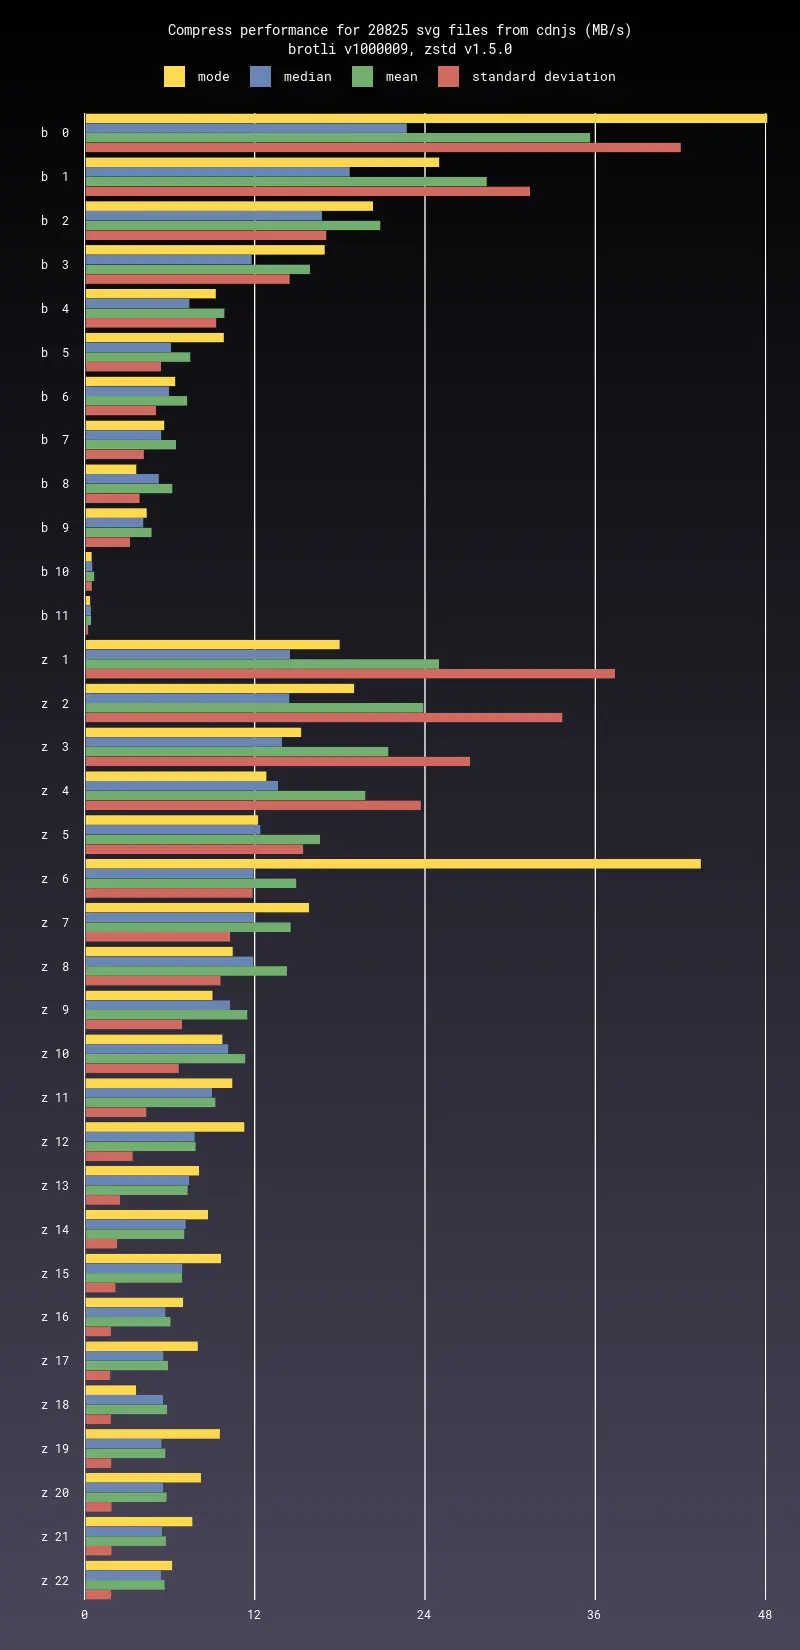 Compress performance for 20825 svg files from cdnjs (MB/s)
brotli v1000009, zstd v1.5.0
mode median mean standard deviation
b 0
b 1
b 2
b 3
b 4
b 5
b 6
b 7
b 8
b 9
b 10
b 11
z 1
z 2
z 3
z 4
z 5
z 6
z 7
z 8
z 9
z 10
z 11
z 12
z 13
z 14
z 15
z 16
z 17
z 18
z 19
z 20
z 21
z 22
0 12 24 36 48